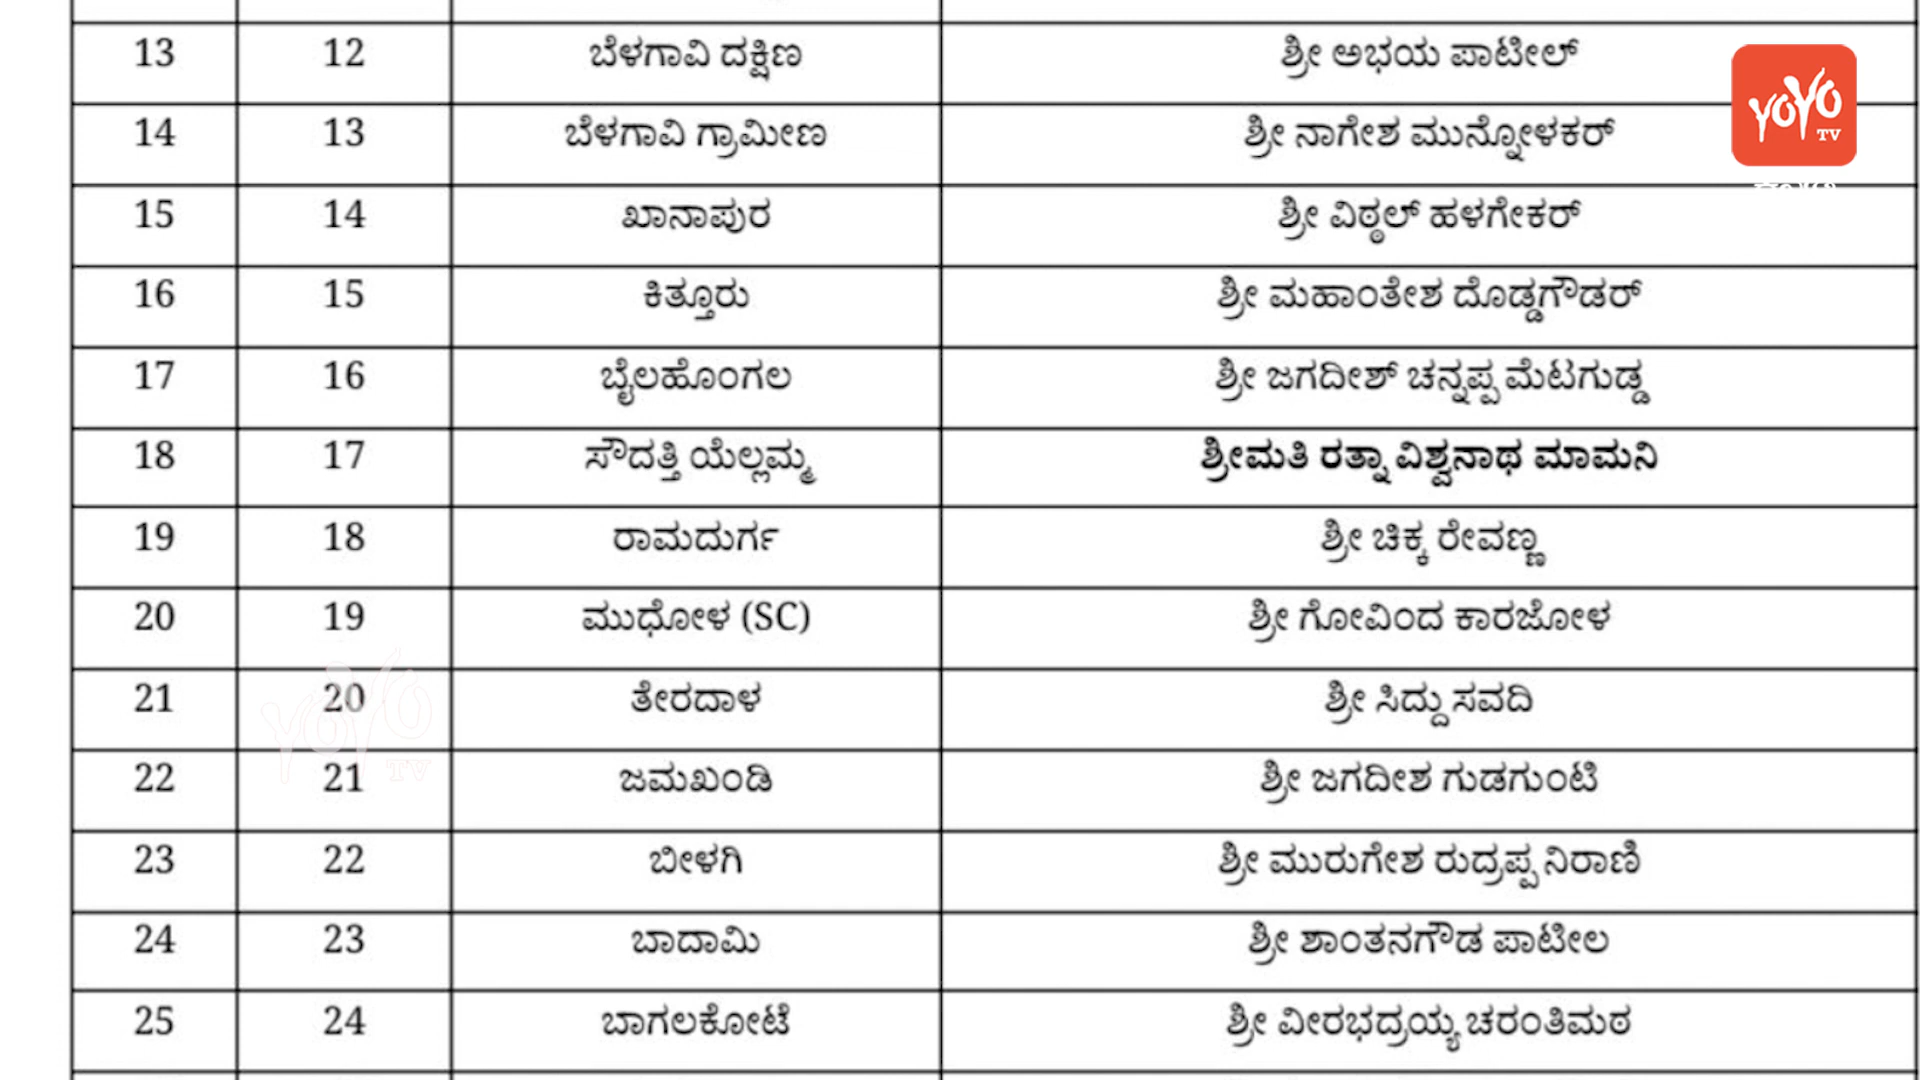 13 12 ಬೆಳಗಾವಿ ದಕ್ಷಿಣ ಶ್ರೀ ಅಭಯ ಪಾಟೀಲ್
YOYO TV
14 13 ಬೆಳಗಾವಿ ಗ್ರಾಮೀಣ ಶ್ರೀ ನಾಗೇಶ ಮುನ್ನೋಳಕರ್
15 14 ಖಾನಾಪುರ ಶ್ರೀ ವಿಠ್ಠಲ್ ಹಳಗೇಕರ್
16 15 ಕಿತ್ತೂರು ಶ್ರೀ ಮಹಾಂತೇಶ ದೊಡ್ಡಗೌಡರ್
17 16 ಬೈಲಹೊಂಗಲ ಶ್ರೀ ಜಗದೀಶ್ ಚನ್ನಪ್ಪ ಮೆಟಗುಡ್ಡ
18 17 ಸೌದತ್ತಿ ಯೆಲ್ಲಮ್ಮ ಶ್ರೀಮತಿ ರತ್ನಾ ವಿಶ್ವನಾಥ ಮಾಮನಿ
19 18 ರಾಮದುರ್ಗ ಶ್ರೀ ಚಿಕ್ಕ ರೇವಣ್ಣ
20 19 ಮುಧೋಳ (SC) ಶ್ರೀ ಗೋವಿಂದ ಕಾರಜೋಳ
21 20 ತೇರದಾಳ ಶ್ರೀ ಸಿದ್ದು ಸವದಿ
YOYO TV
22 21 ಜಮಖಂಡಿ ಶ್ರೀ ಜಗದೀಶ ಗುಡಗುಂಟಿ
23 22 ಬೀಳಗಿ ಶ್ರೀ ಮುರುಗೇಶ ರುದ್ರಪ್ಪ ನಿರಾಣಿ
24 23 ಬಾದಾಮಿ ಶ್ರೀ ಶಾಂತನಗೌಡ ಪಾಟೀಲ
25 24 ಬಾಗಲಕೋಟೆ ಶ್ರೀ ವೀರಭದ್ರಯ್ಯ ಚರಂತಿಮಠ